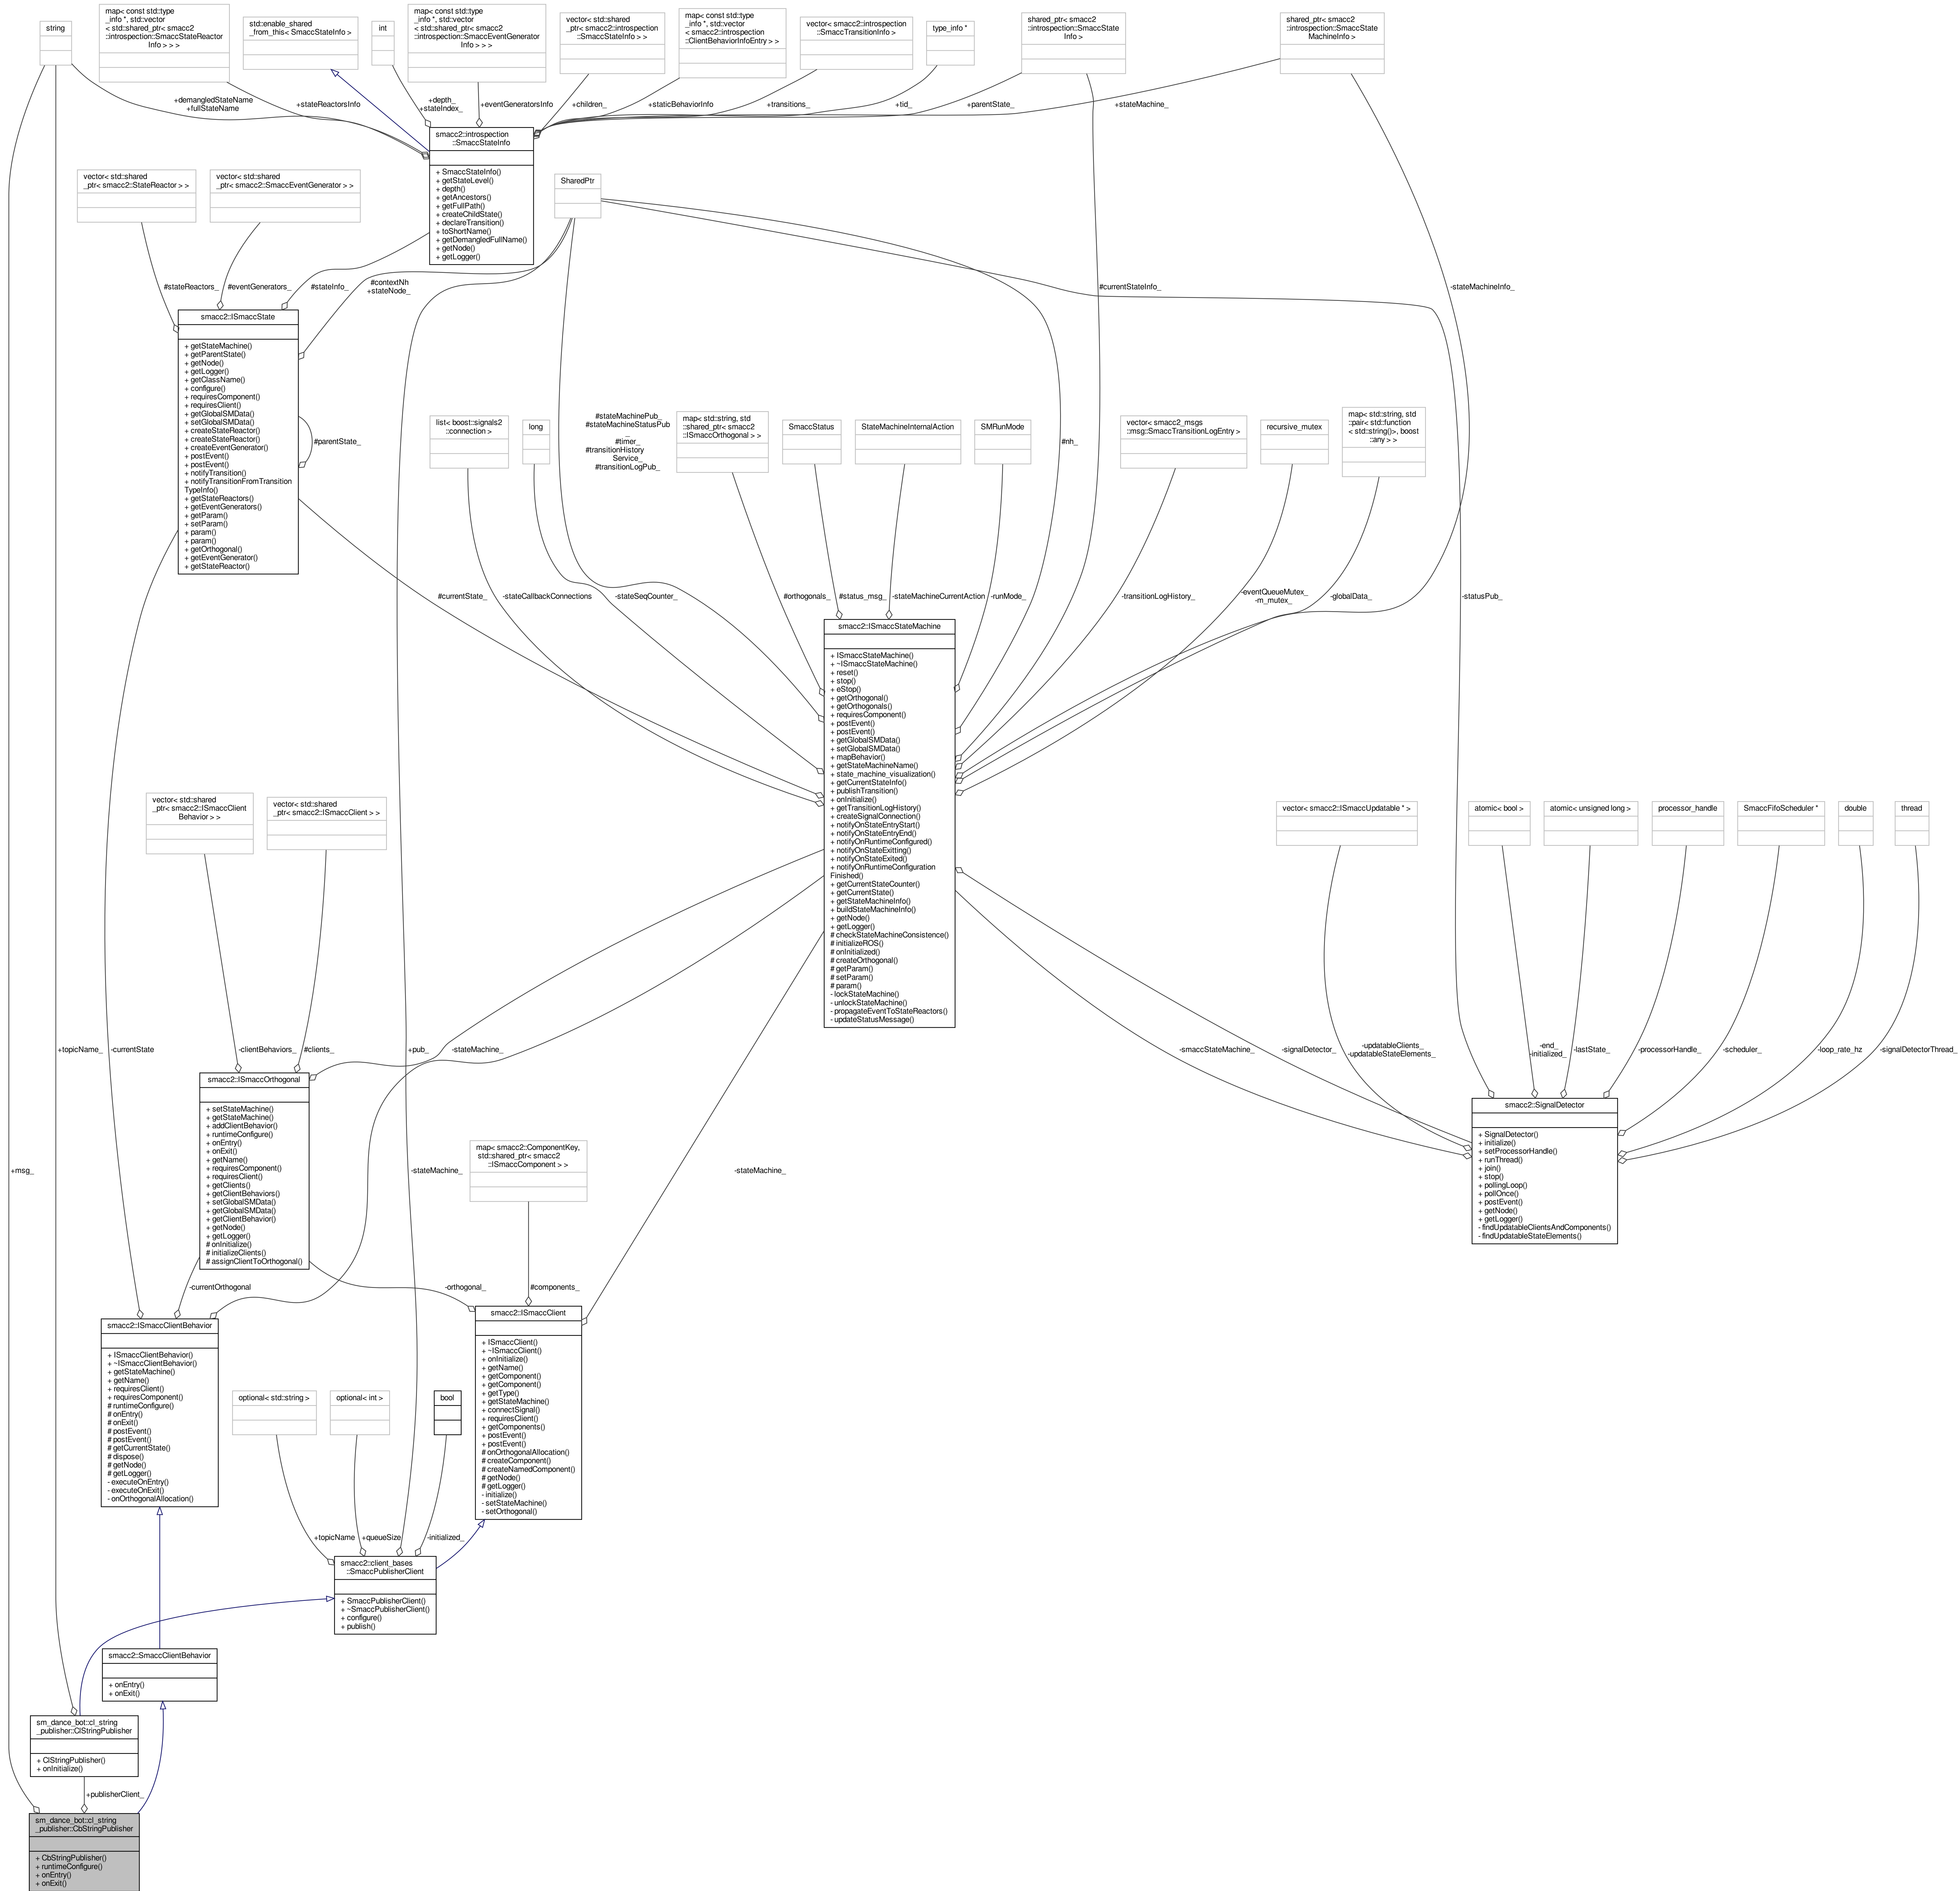 string
map< const std::type
_info *, std::vector
< std::shared_ptr< smacc2
::introspection::SmaccStateReactor
Info > > >
std::enable_shared
_from_this< SmaccStateInfo >
int
map< const std::type
_info *, std::vector
< std::shared_ptr< smacc2
::introspection::SmaccEventGenerator
Info > > >
vector< std::shared
_ptr< smacc2::introspection
::SmaccStateInfo > >
map< const std::type
_info *, std::vector
< smacc2::introspection
::ClientBehaviorInfoEntry > >
vector< smacc2::introspection
::SmaccTransitionInfo >
type_info *
shared_ptr< smacc2
::introspection::SmaccState
Info >
shared_ptr< smacc2
::introspection::SmaccState
MachineInfo >
+demangledStateName
+fullStateName
+stateReactorsInfo
+depth_
+stateIndex_
+eventGeneratorsInfo
+children_
+staticBehaviorInfo
+transitions_
+tid_
+parentState_
+stateMachine_
smacc2::introspection
::SmaccStateInfo
+ SmaccStateInfo()
+ getStateLevel()
+ depth()
+ getAncestors()
+ getFullPath()
+ createChildState()
+ declareTransition()
+ toShortName()
+ getDemangledFullName()
+ getNode()
+ getLogger()
vector< std::shared
_ptr< smacc2::StateReactor > >
vector< std::shared
_ptr< smacc2::SmaccEventGenerator > >
SharedPtr
#stateReactors_
#eventGenerators_
#stateInfo_
#contextNh
+stateNode_
#currentStateInfo_
-stateMachineInfo_
smacc2::ISmaccState
+ getStateMachine()
+ getParentState()
+ getNode()
+ getLogger()
+ getClassName()
+ configure()
+ requiresComponent()
+ requiresClient()
+ getGlobalSMData()
+ setGlobalSMData()
+ createStateReactor()
+ createStateReactor()
+ createEventGenerator()
+ postEvent()
+ postEvent()
+ notifyTransition()
+ notifyTransitionFromTransition
TypeInfo()
+ getStateReactors()
+ getEventGenerators()
+ getParam()
+ setParam()
+ param()
+ param()
+ getOrthogonal()
+ getEventGenerator()
+ getStateReactor()
#parentState_
list< boost::signals2
::connection >
long
#stateMachinePub_
#stateMachineStatusPub
_
#timer_
#transitionHistory
Service_
#transitionLogPub_
map< std::string, std
::shared_ptr< smacc2
::ISmaccOrthogonal > >
SmaccStatus
StateMachineInternalAction
SMRunMode
#nh_
vector< smacc2_msgs
::msg::SmaccTransitionLogEntry >
recursive_mutex
map< std::string, std
::pair< std::function
< std::string()>, boost
::any > >
#currentState_
-stateCallbackConnections
-stateSeqCounter_
#orthogonals_
#status_msg_
-stateMachineCurrentAction
-runMode_
-transitionLogHistory_
-eventQueueMutex_
-m_mutex_
-globalData_
-statusPub_
smacc2::ISmaccStateMachine
+ ISmaccStateMachine()
+ ~ISmaccStateMachine()
+ reset()
+ stop()
+ eStop()
+ getOrthogonal()
+ getOrthogonals()
+ requiresComponent()
+ postEvent()
+ postEvent()
+ getGlobalSMData()
+ setGlobalSMData()
+ mapBehavior()
+ getStateMachineName()
+ state_machine_visualization()
+ getCurrentStateInfo()
+ publishTransition()
+ onInitialize()
+ getTransitionLogHistory()
+ createSignalConnection()
+ notifyOnStateEntryStart()
+ notifyOnStateEntryEnd()
+ notifyOnRuntimeConfigured()
+ notifyOnStateExitting()
+ notifyOnStateExited()
+ notifyOnRuntimeConfiguration
Finished()
+ getCurrentStateCounter()
+ getCurrentState()
+ getStateMachineInfo()
+ buildStateMachineInfo()
+ getNode()
+ getLogger()
# checkStateMachineConsistence()
# initializeROS()
# onInitialized()
# createOrthogonal()
# getParam()
# setParam()
# param()
- lockStateMachine()
- unlockStateMachine()
- propagateEventToStateReactors()
- updateStatusMessage()
vector< std::shared
_ptr< smacc2::ISmaccClient
Behavior > >
vector< std::shared
_ptr< smacc2::ISmaccClient > >
vector< smacc2::ISmaccUpdatable * >
atomic< bool >
atomic< unsigned long >
processor_handle
SmaccFifoScheduler *
double
thread
+topicName_
-currentState
-clientBehaviors_
#clients_
+pub_
-stateMachine_
-smaccStateMachine_
-signalDetector_
-updatableClients_
-updatableStateElements_
-end_
-initialized_
-lastState_
-processorHandle_
-scheduler_
-loop_rate_hz
-signalDetectorThread_
smacc2::ISmaccOrthogonal
+ setStateMachine()
+ getStateMachine()
+ addClientBehavior()
+ runtimeConfigure()
+ onEntry()
+ onExit()
+ getName()
+ requiresComponent()
+ requiresClient()
+ getClients()
+ getClientBehaviors()
+ setGlobalSMData()
+ getGlobalSMData()
+ getClientBehavior()
+ getNode()
+ getLogger()
# onInitialize()
# initializeClients()
# assignClientToOrthogonal()
smacc2::SignalDetector
+ SignalDetector()
+ initialize()
+ setProcessorHandle()
+ runThread()
+ join()
+ stop()
+ pollingLoop()
+ pollOnce()
+ postEvent()
+ getNode()
+ getLogger()
- findUpdatableClientsAndComponents()
- findUpdatableStateElements()
map< smacc2::ComponentKey,
std::shared_ptr< smacc2
::ISmaccComponent > >
+msg_
-stateMachine_
-stateMachine_
-currentOrthogonal
-orthogonal_
#components_
smacc2::ISmaccClientBehavior
+ ISmaccClientBehavior()
+ ~ISmaccClientBehavior()
+ getStateMachine()
+ getName()
+ requiresClient()
+ requiresComponent()
# runtimeConfigure()
# onEntry()
# onExit()
# postEvent()
# postEvent()
# getCurrentState()
# dispose()
# getNode()
# getLogger()
- executeOnEntry()
- executeOnExit()
- onOrthogonalAllocation()
smacc2::ISmaccClient
+ ISmaccClient()
+ ~ISmaccClient()
+ onInitialize()
+ getName()
+ getComponent()
+ getComponent()
+ getType()
+ getStateMachine()
+ connectSignal()
+ requiresClient()
+ getComponents()
+ postEvent()
+ postEvent()
# onOrthogonalAllocation()
# createComponent()
# createNamedComponent()
# getNode()
# getLogger()
- initialize()
- setStateMachine()
- setOrthogonal()
optional< std::string >
optional< int >
bool
+topicName
+queueSize
-initialized_
smacc2::client_bases
::SmaccPublisherClient
+ SmaccPublisherClient()
+ ~SmaccPublisherClient()
+ configure()
+ publish()
smacc2::SmaccClientBehavior
+ onEntry()
+ onExit()
sm_dance_bot::cl_string
_publisher::ClStringPublisher
+ ClStringPublisher()
+ onInitialize()
+publisherClient_
sm_dance_bot::cl_string
_publisher::CbStringPublisher
+ CbStringPublisher()
+ runtimeConfigure()
+ onEntry()
+ onExit()